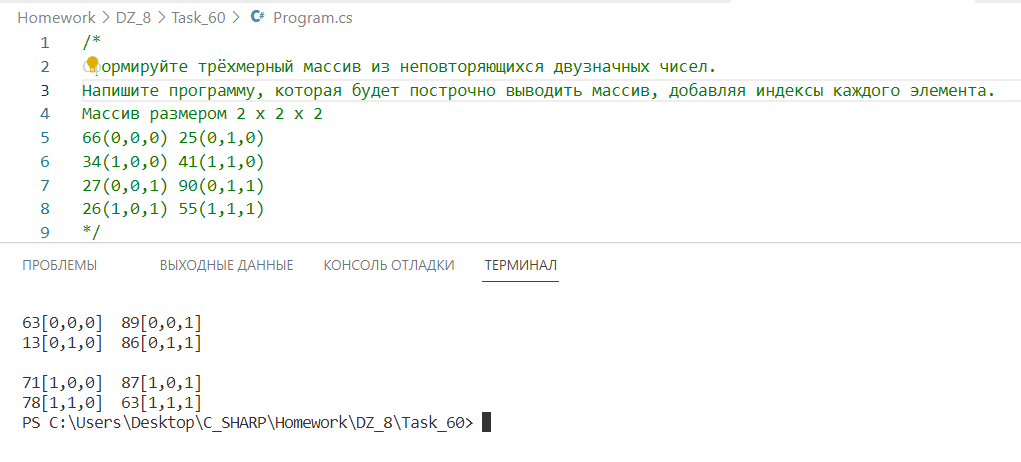 Homework > DZ_8 > Task_60 > C# Program.cs
1 /*
2 формируйте трёхмерный массив из неповторяющихся двузначных чисел.
3 Напишите программу, которая будет построчно выводить массив, добавляя индексы каждого элемента.
4 Массив размером 2 x 2 x 2
5 66(0,0,0) 25(0,1,0)
6 34(1,0,0) 41(1,1,0)
7 27(0,0,1) 90(0,1,1)
8 26(1,0,1) 55(1,1,1)
9 */
ПРОБЛЕМЫ ВЫХОДНЫЕ ДАННЫЕ КОНСОЛЬ ОТЛАДКИ ТЕРМИНАЛ
63[0,0,0] 89[0,0,1]
13[0,1,0] 86[0,1,1]
71[1,0,0] 87[1,0,1]
78[1,1,0] 63[1,1,1]
PS C:\Users\Desktop\C_SHARP\Homework\DZ_8\Task_60>